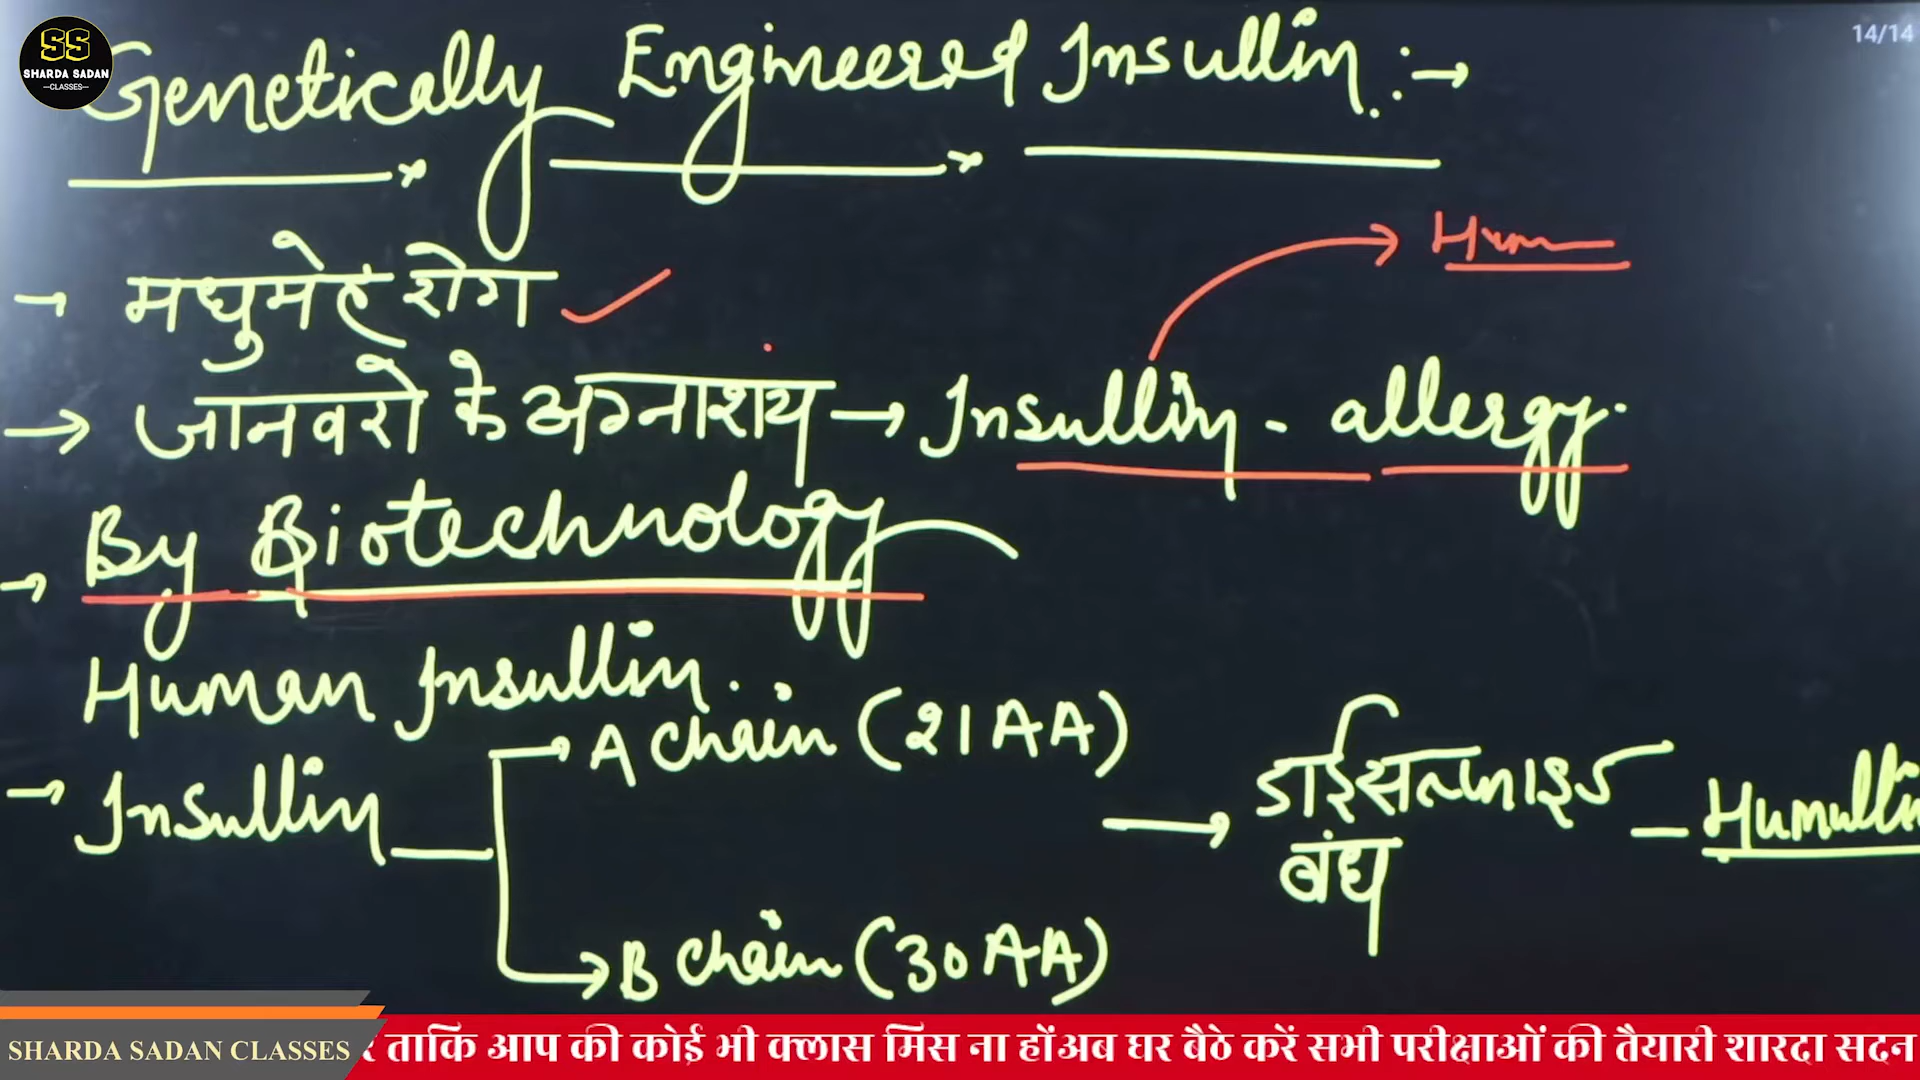 SS
SHARDA SADAN
CLASSES
14/14
Genetically Engineered Insullin :→
→ मधुमेह रोग ✓
→ Hum
→ जानवरो के अग्नाशय → Insullin - allergy.
→ By Biotechnology
Human Insullin.
→ Insullin → A chain (21 AA)
→ डाईसल्फाइड बंध - Humullin
→ B chain (30 AA)
SHARDA SADAN CLASSES
र ताकि आप की कोई भी क्लास मिस ना होंअब घर बैठे करें सभी परीक्षाओं की तैयारी शारदा सदन